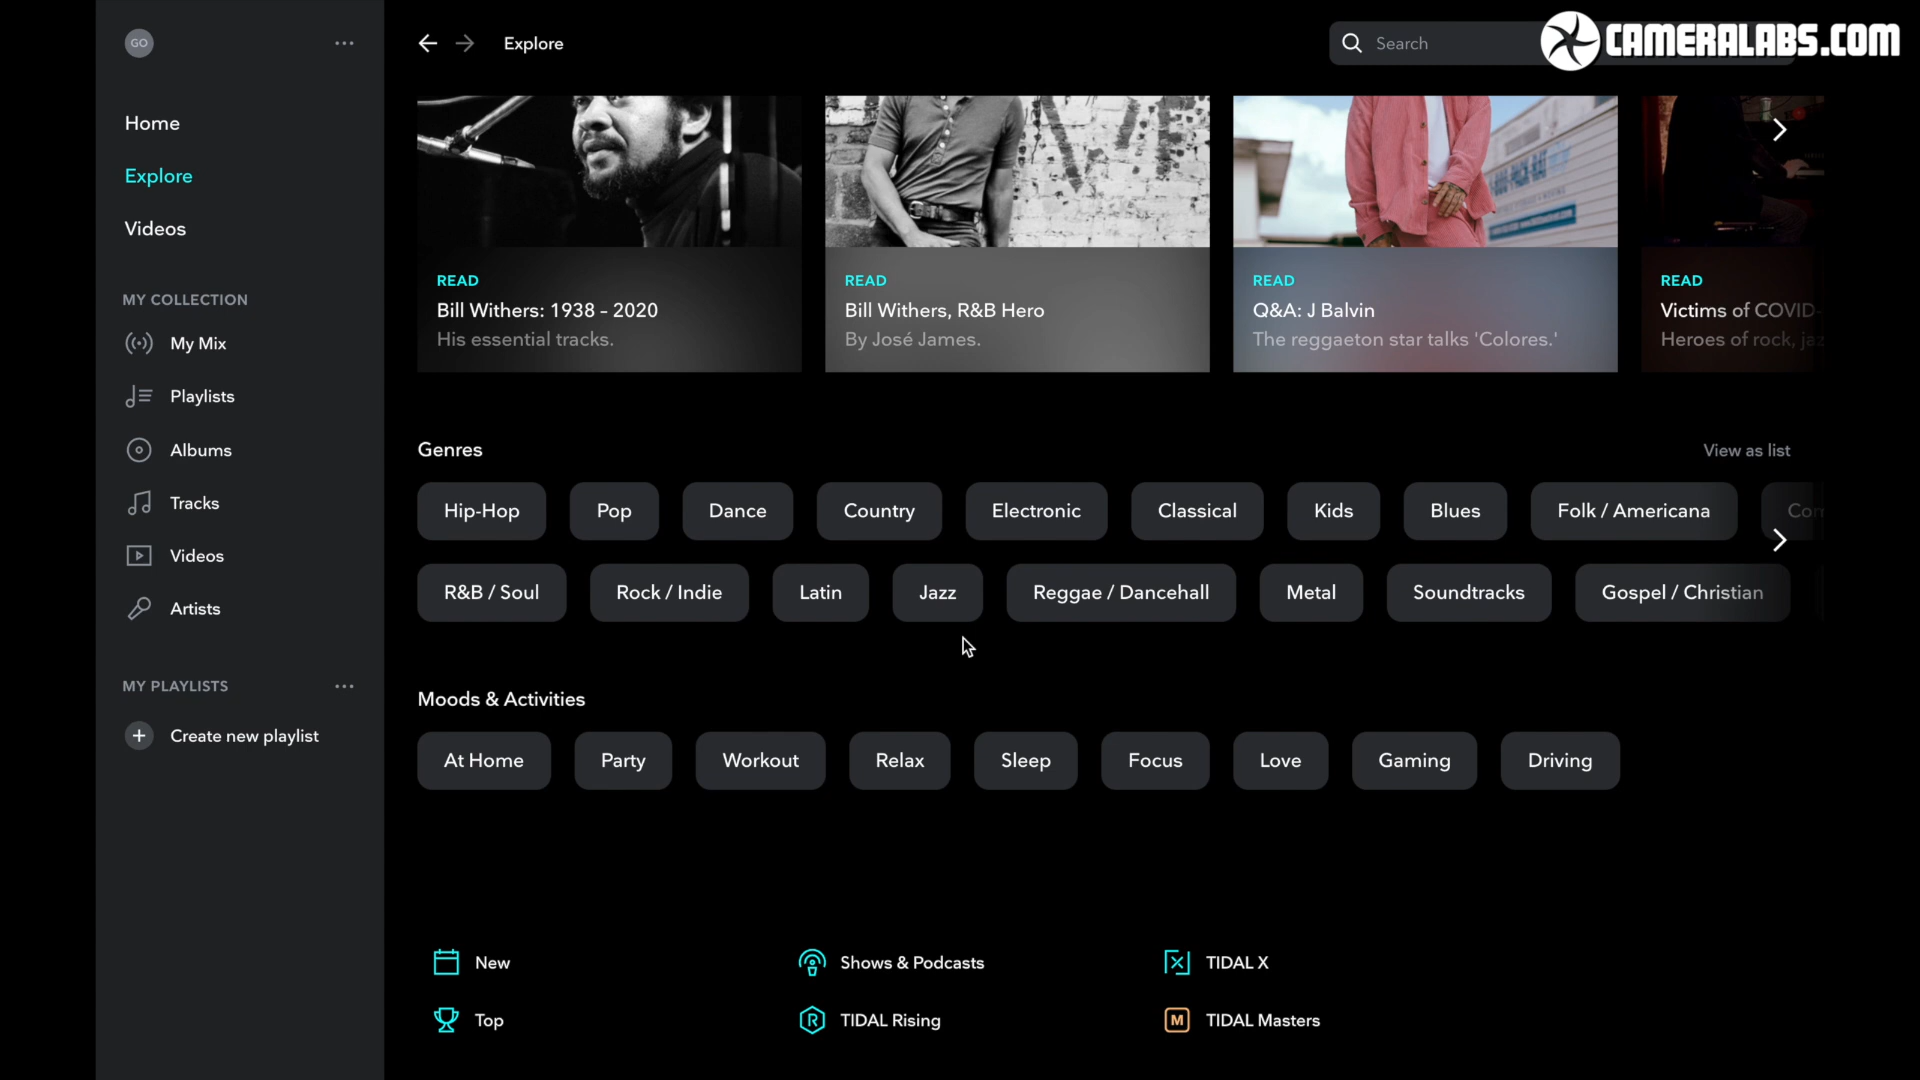 GO
Explore
Search
CAMERALABS.COM
Home
Explore
Videos
MY COLLECTION
My Mix
Playlists
Albums
Tracks
Videos
Artists
MY PLAYLISTS
Create new playlist
READ
Bill Withers: 1938 - 2020
His essential tracks.
READ
Bill Withers, R&B Hero
By José James.
READ
Q&A: J Balvin
The reggaeton star talks 'Colores.'
READ
Victims of COVID-
Heroes of rock,
Genres
View as list
Hip-Hop
Pop
Dance
Country
Electronic
Classical
Kids
Blues
Folk / Americana
R&B / Soul
Rock / Indie
Latin
Jazz
Reggae / Dancehall
Metal
Soundtracks
Gospel / Christian
Moods & Activities
At Home
Party
Workout
Relax
Sleep
Focus
Love
Gaming
Driving
New
Shows & Podcasts
TIDAL X
Top
R
TIDAL Rising
M
TIDAL Masters